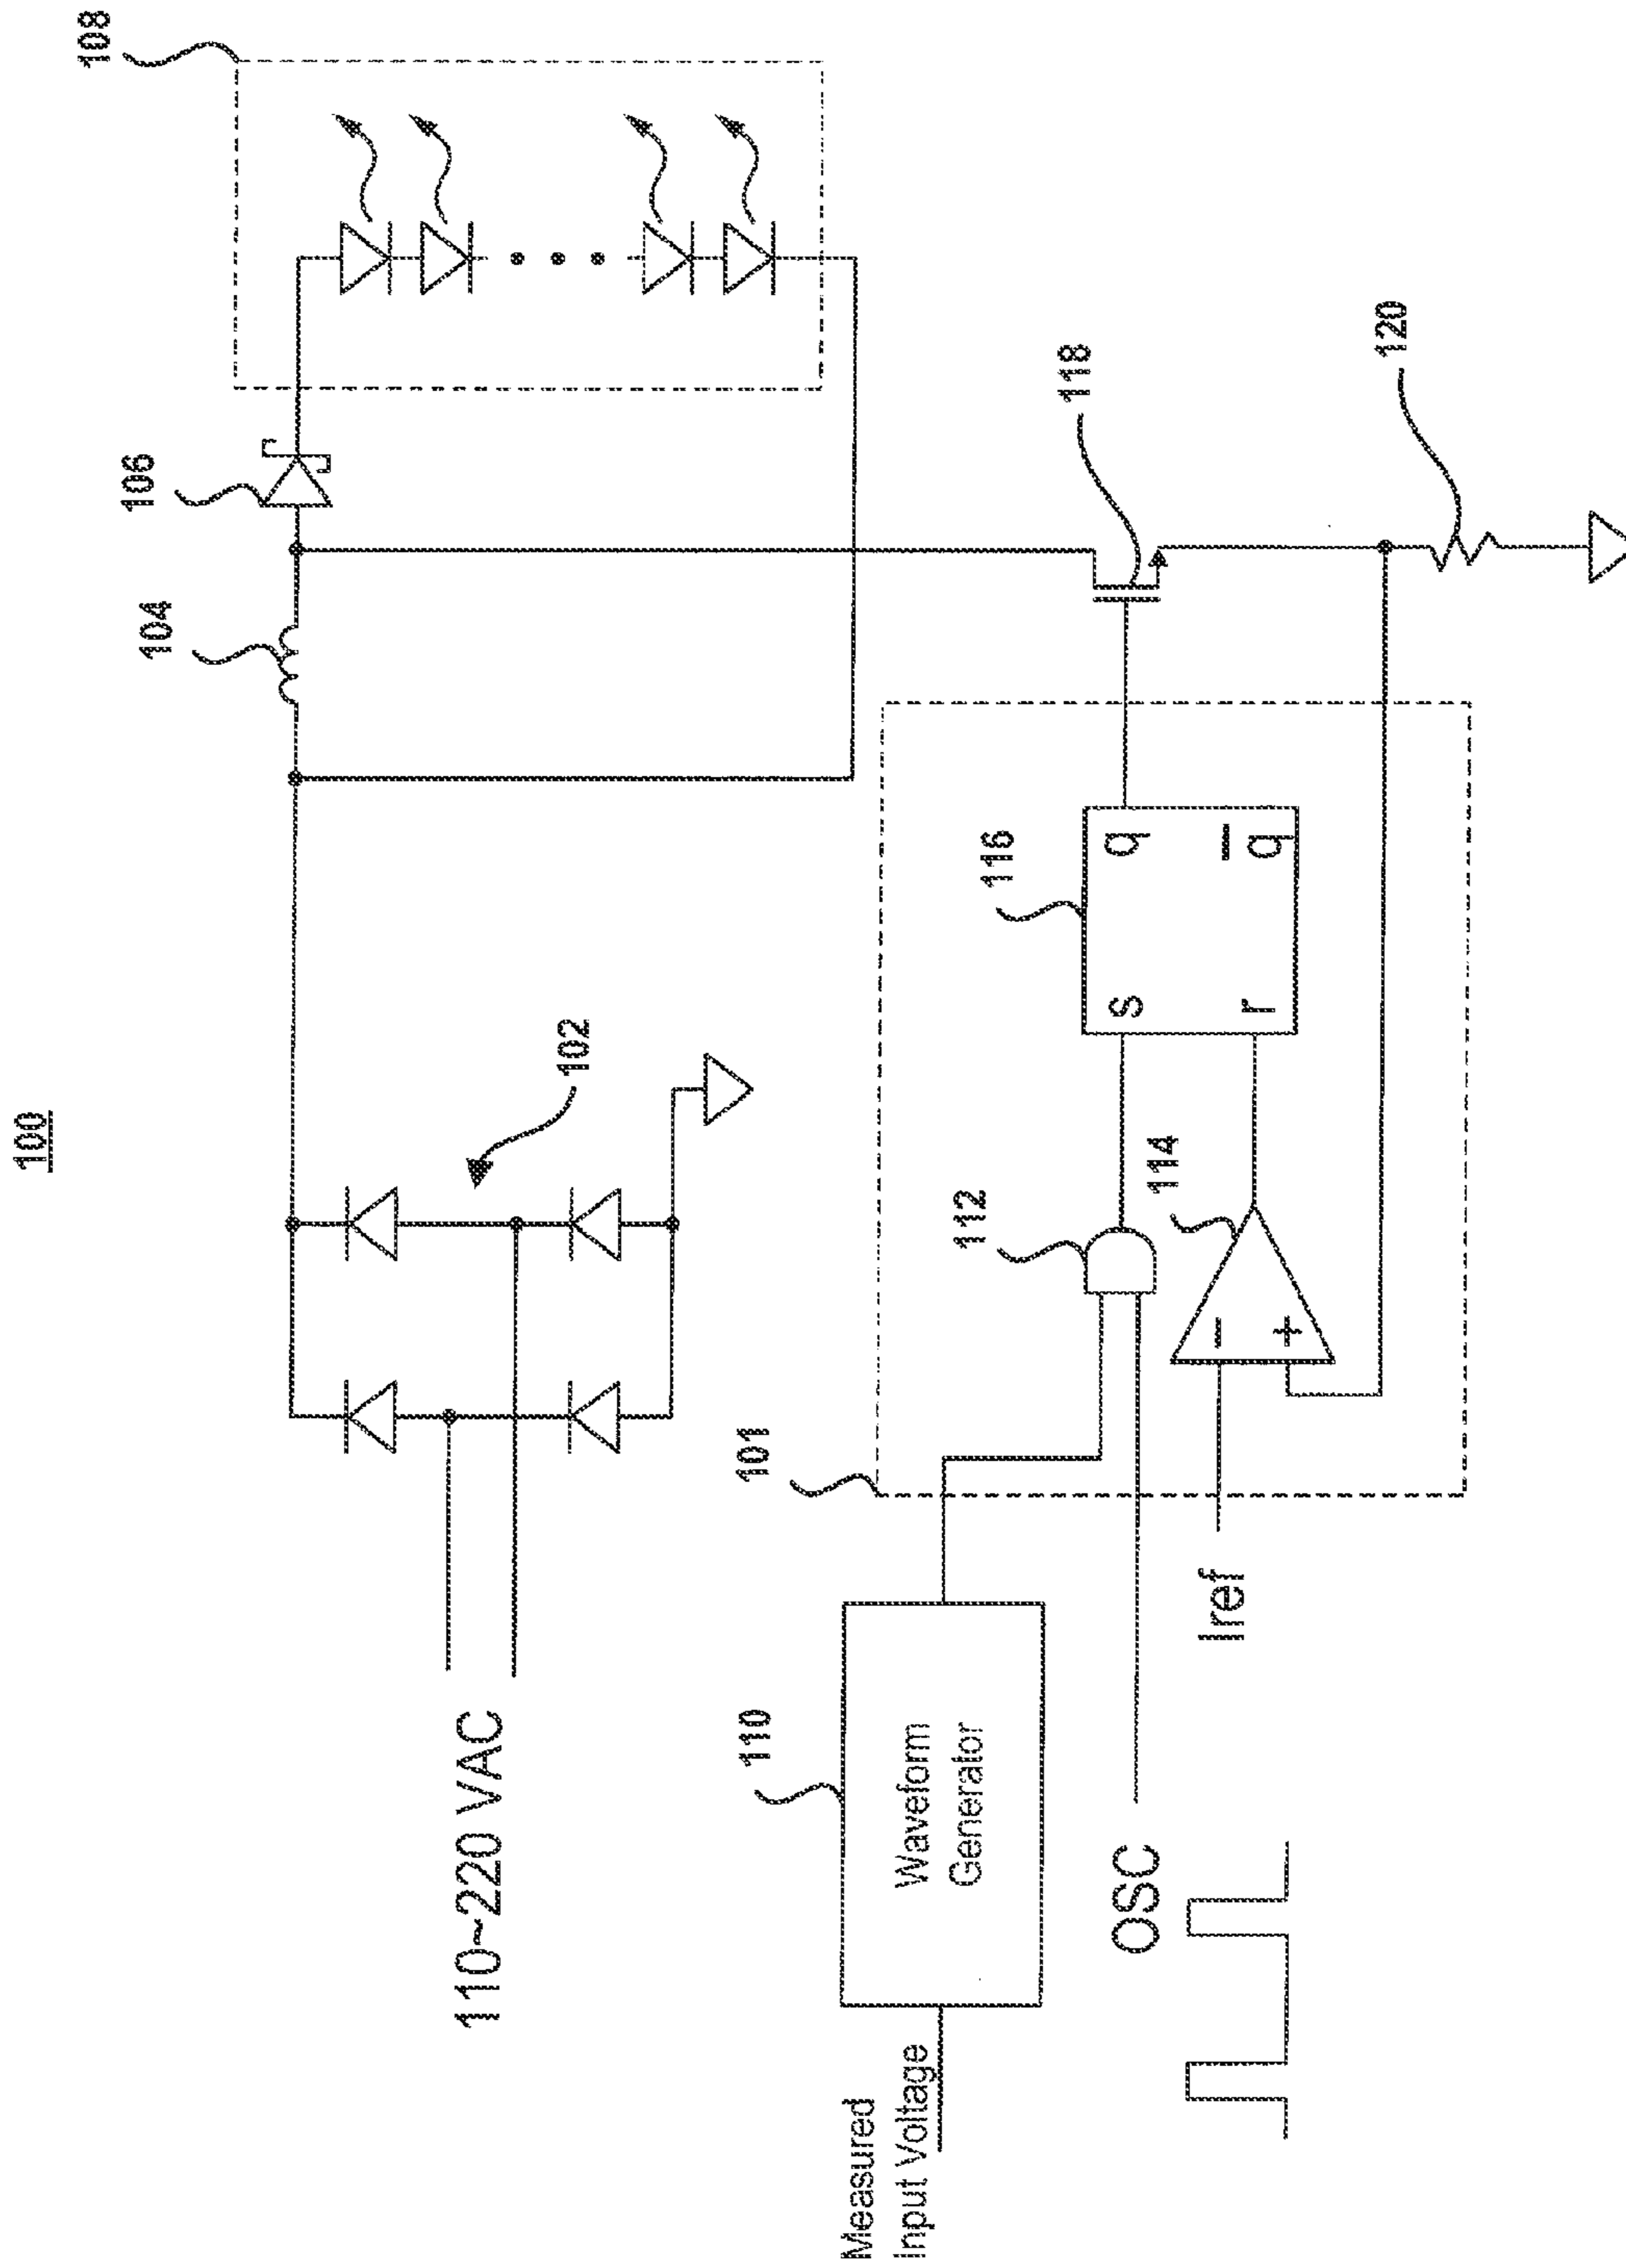 100
110~220 VAC
102
104
106
108
Measured
Input Voltage
110
Waveform
Generator
OSC
Iref
101
112
114
−
+
116
s
q
r
q̅
118
120